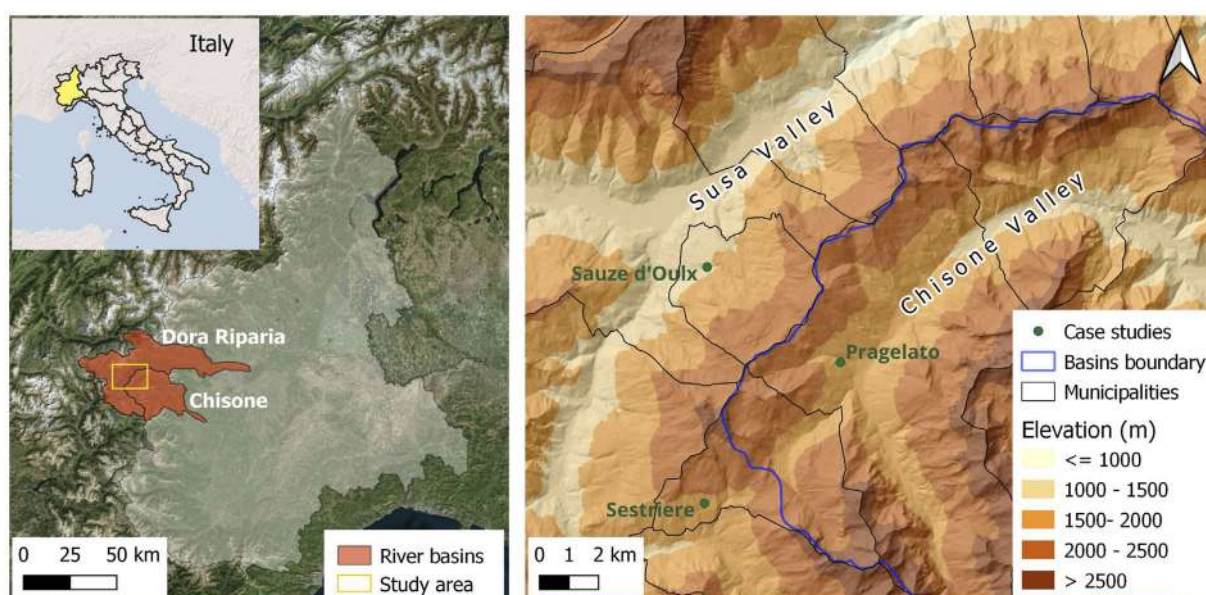 Italy
Dora Riparia
Chisone
0 25 50 km
River basins
Study area
Susa Valley
Chisone Valley
Sauze d'Oulx
Pragelato
Sestriere
0 1 2 km
Case studies
Basins boundary
Municipalities
Elevation (m)
<= 1000
1000 - 1500
1500- 2000
2000 - 2500
> 2500